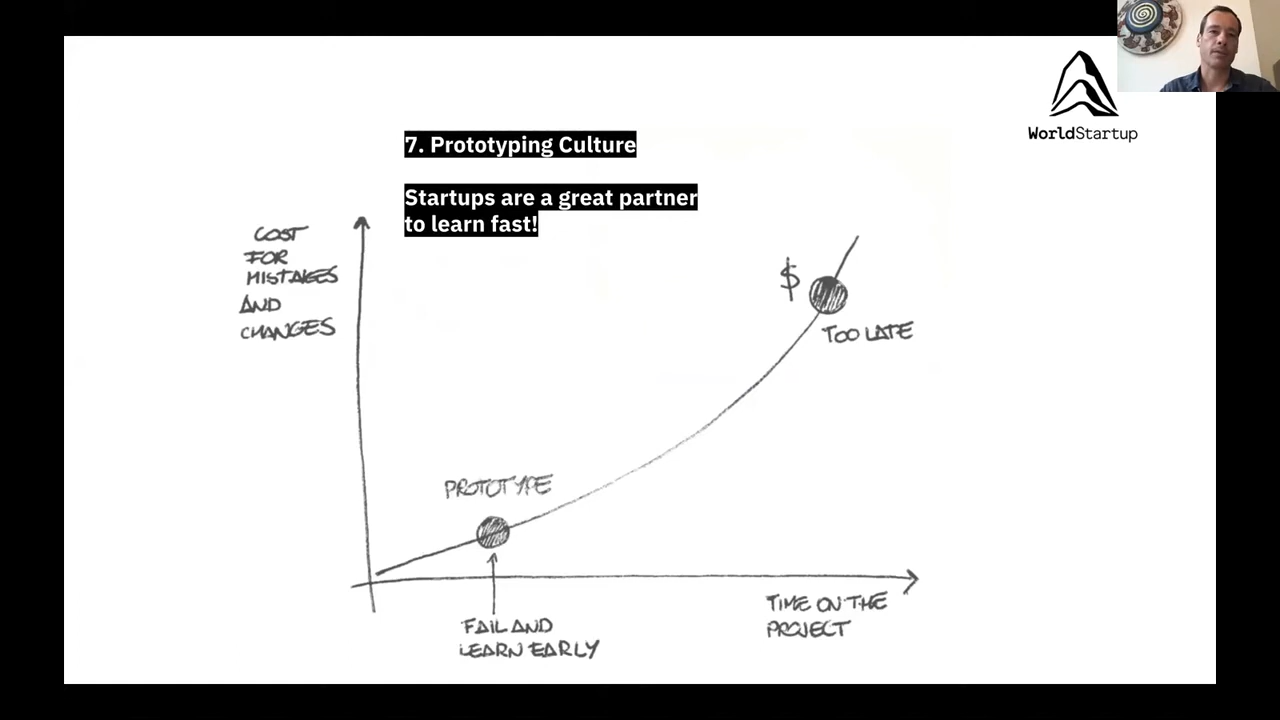 WorldStartup
7. Prototyping Culture
Startups are a great partner
to learn fast!
COST
FOR
MISTAKES
AND
CHANGES
$
TOO LATE
PROTOTYPE
FAIL AND
LEARN EARLY
TIME ON THE
PROJECT